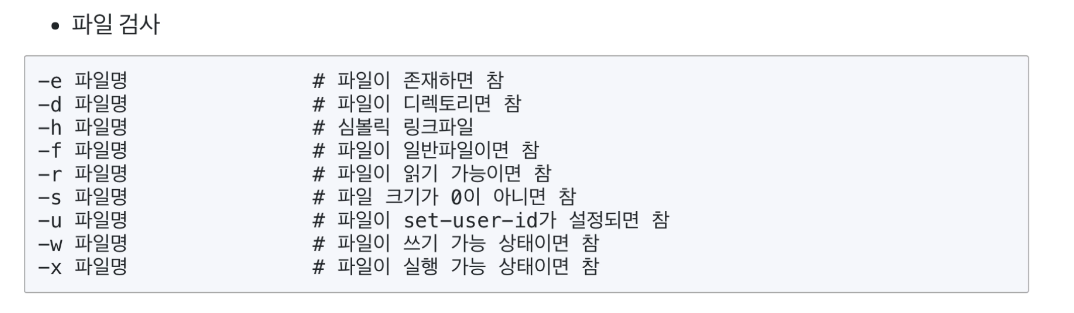 • 파일 검사
-e 파일명 # 파일이 존재하면 참
-d 파일명 # 파일이 디렉토리면 참
-h 파일명 # 심볼릭 링크파일
-f 파일명 # 파일이 일반파일이면 참
-r 파일명 # 파일이 읽기 가능이면 참
-s 파일명 # 파일 크기가 0이 아니면 참
-u 파일명 # 파일이 set-user-id가 설정되면 참
-w 파일명 # 파일이 쓰기 가능 상태이면 참
-x 파일명 # 파일이 실행 가능 상태이면 참